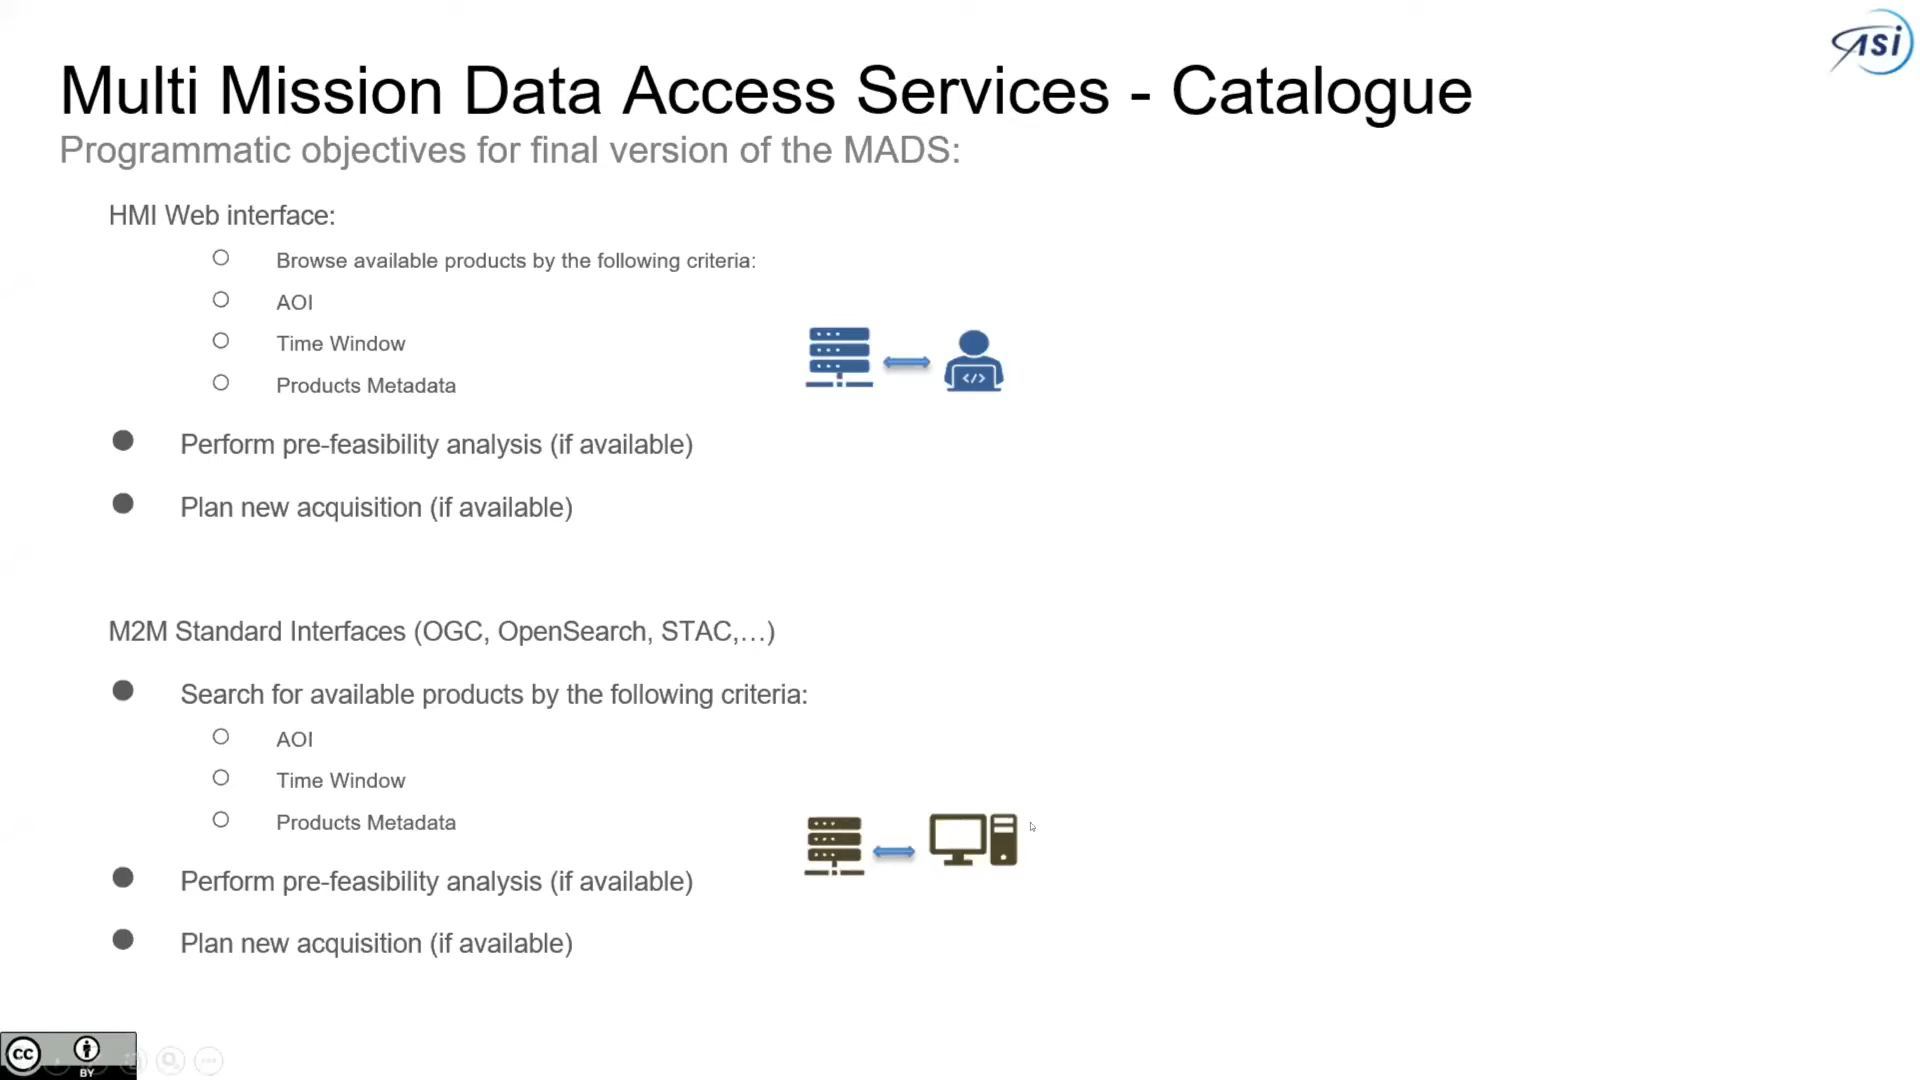 ASi
Multi Mission Data Access Services - Catalogue
Programmatic objectives for final version of the MADS:
HMI Web interface:
Browse available products by the following criteria:
AOI
Time Window
Products Metadata
</>
Perform pre-feasibility analysis (if available)
Plan new acquisition (if available)
M2M Standard Interfaces (OGC, OpenSearch, STAC,…)
Search for available products by the following criteria:
AOI
Time Window
Products Metadata
Perform pre-feasibility analysis (if available)
Plan new acquisition (if available)
CC
BY